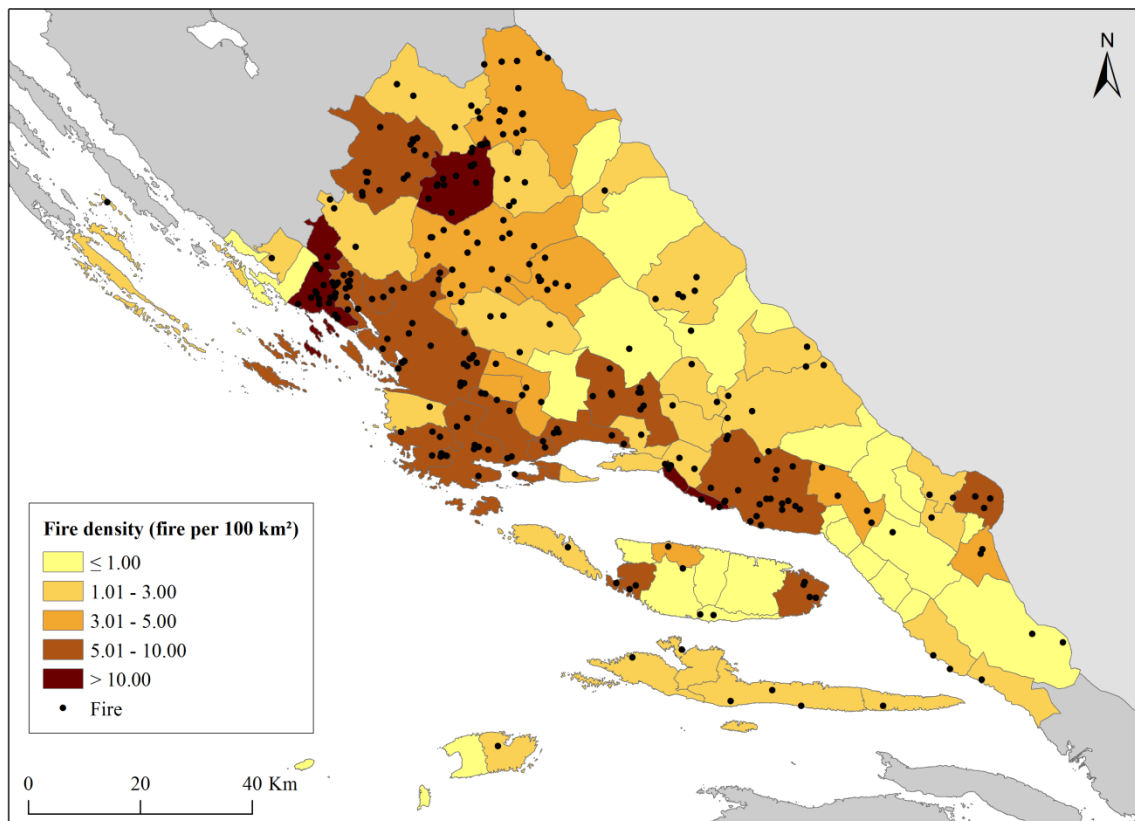 N
Fire density (fire per 100 km²)
≤ 1.00
1.01 - 3.00
3.01 - 5.00
5.01 - 10.00
> 10.00
Fire
0 20 40 Km